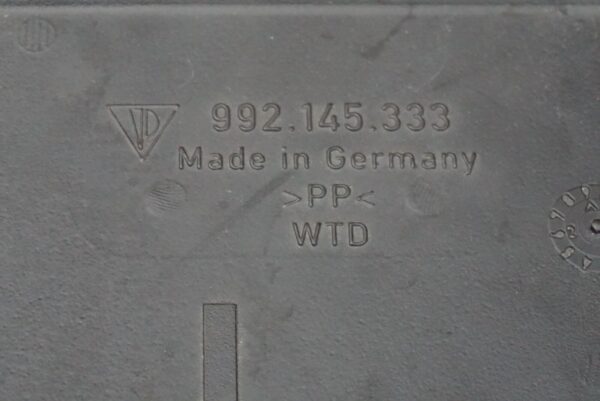 992.145.333
Made in Germany
>PP<
WTD